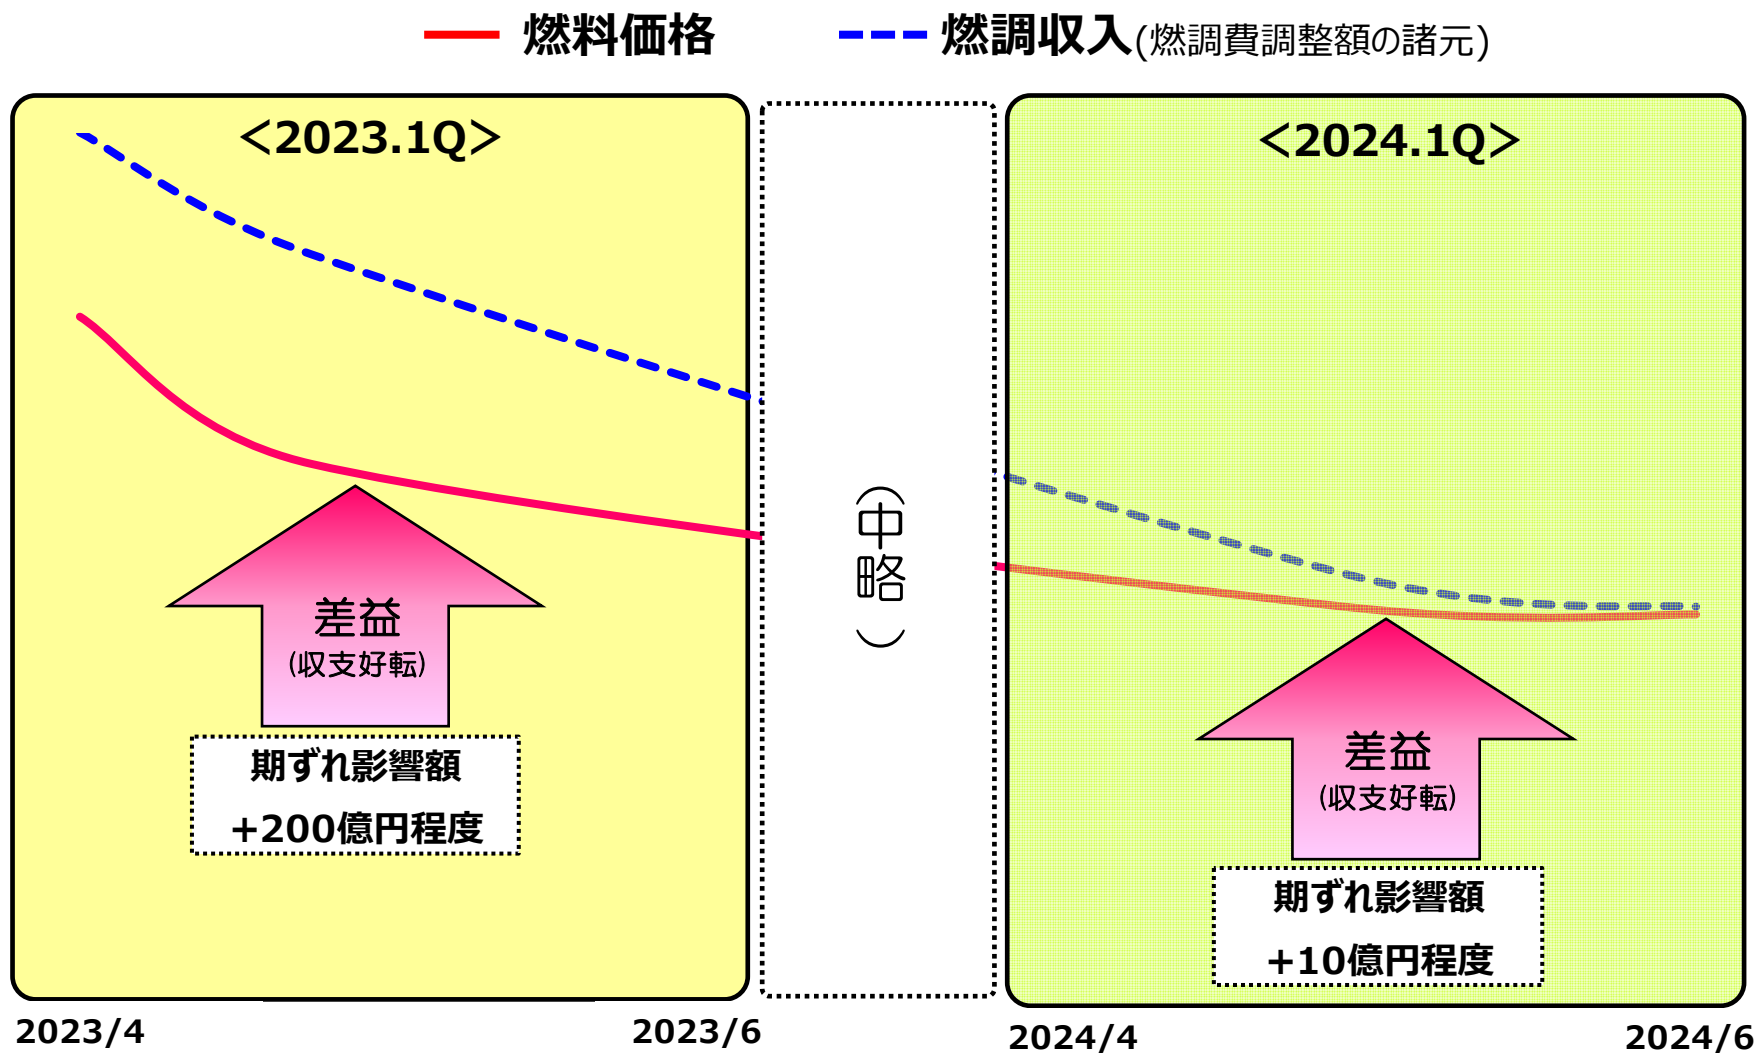 燃料価格
燃調収入(燃調費調整額の諸元)
＜2023.1Q＞
差益
(収支好転)
期ずれ影響額
+200億円程度
2023/4
2023/6
（中略）
＜2024.1Q＞
差益
(収支好転)
期ずれ影響額
+10億円程度
2024/4
2024/6